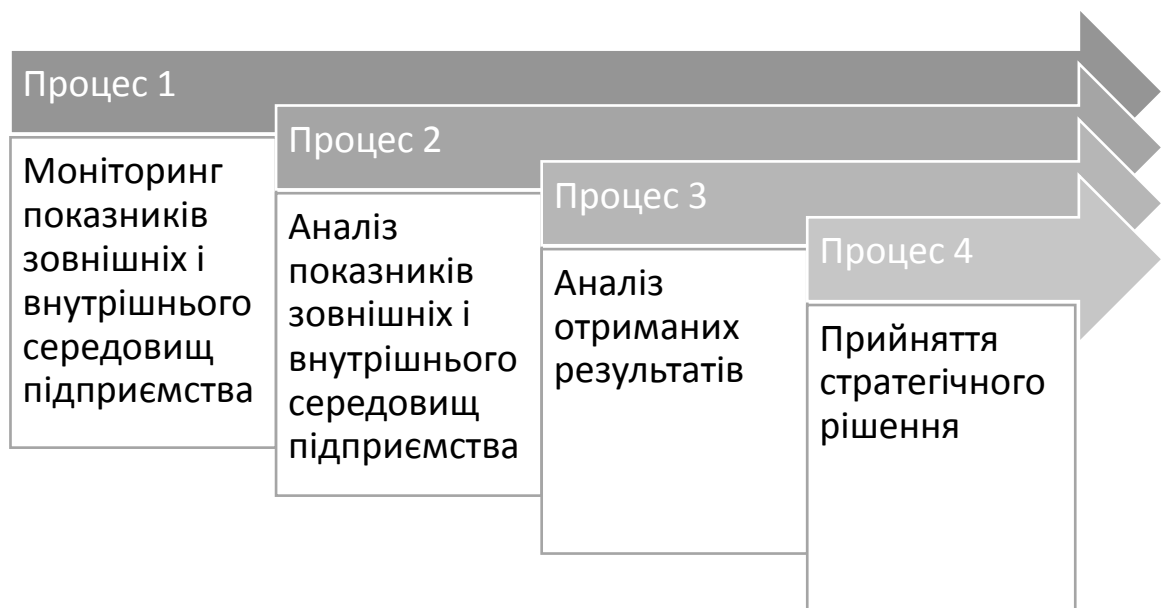 Процес 1
Моніторинг
показників
зовнішніх і
внутрішнього
середовищ
підприємства
Процес 2
Аналіз
показників
зовнішніх і
внутрішнього
середовищ
підприємства
Процес 3
Аналіз
отриманих
результатів
Процес 4
Прийняття
стратегічного
рішення